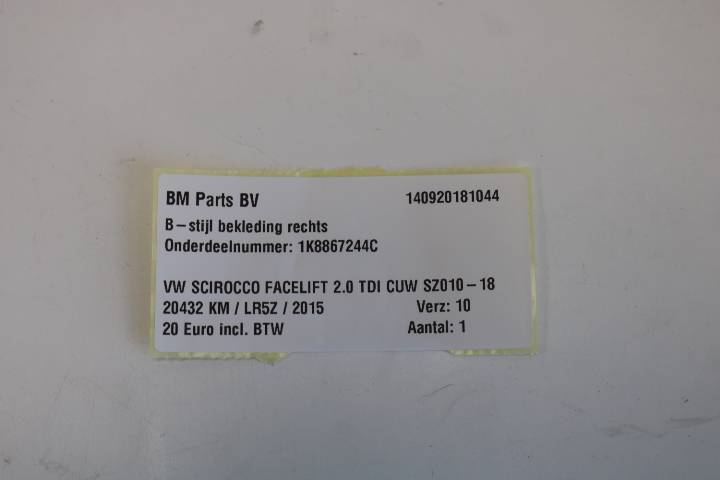 BM Parts BV 140920181044
B-stijl bekleding rechts
Onderdeelnummer: 1K8867244C
VW SCIROCCO FACELIFT 2.0 TDI CUW SZ010-18
20432 KM / LR5Z / 2015 Verz: 10
20 Euro incl. BTW Aantal: 1